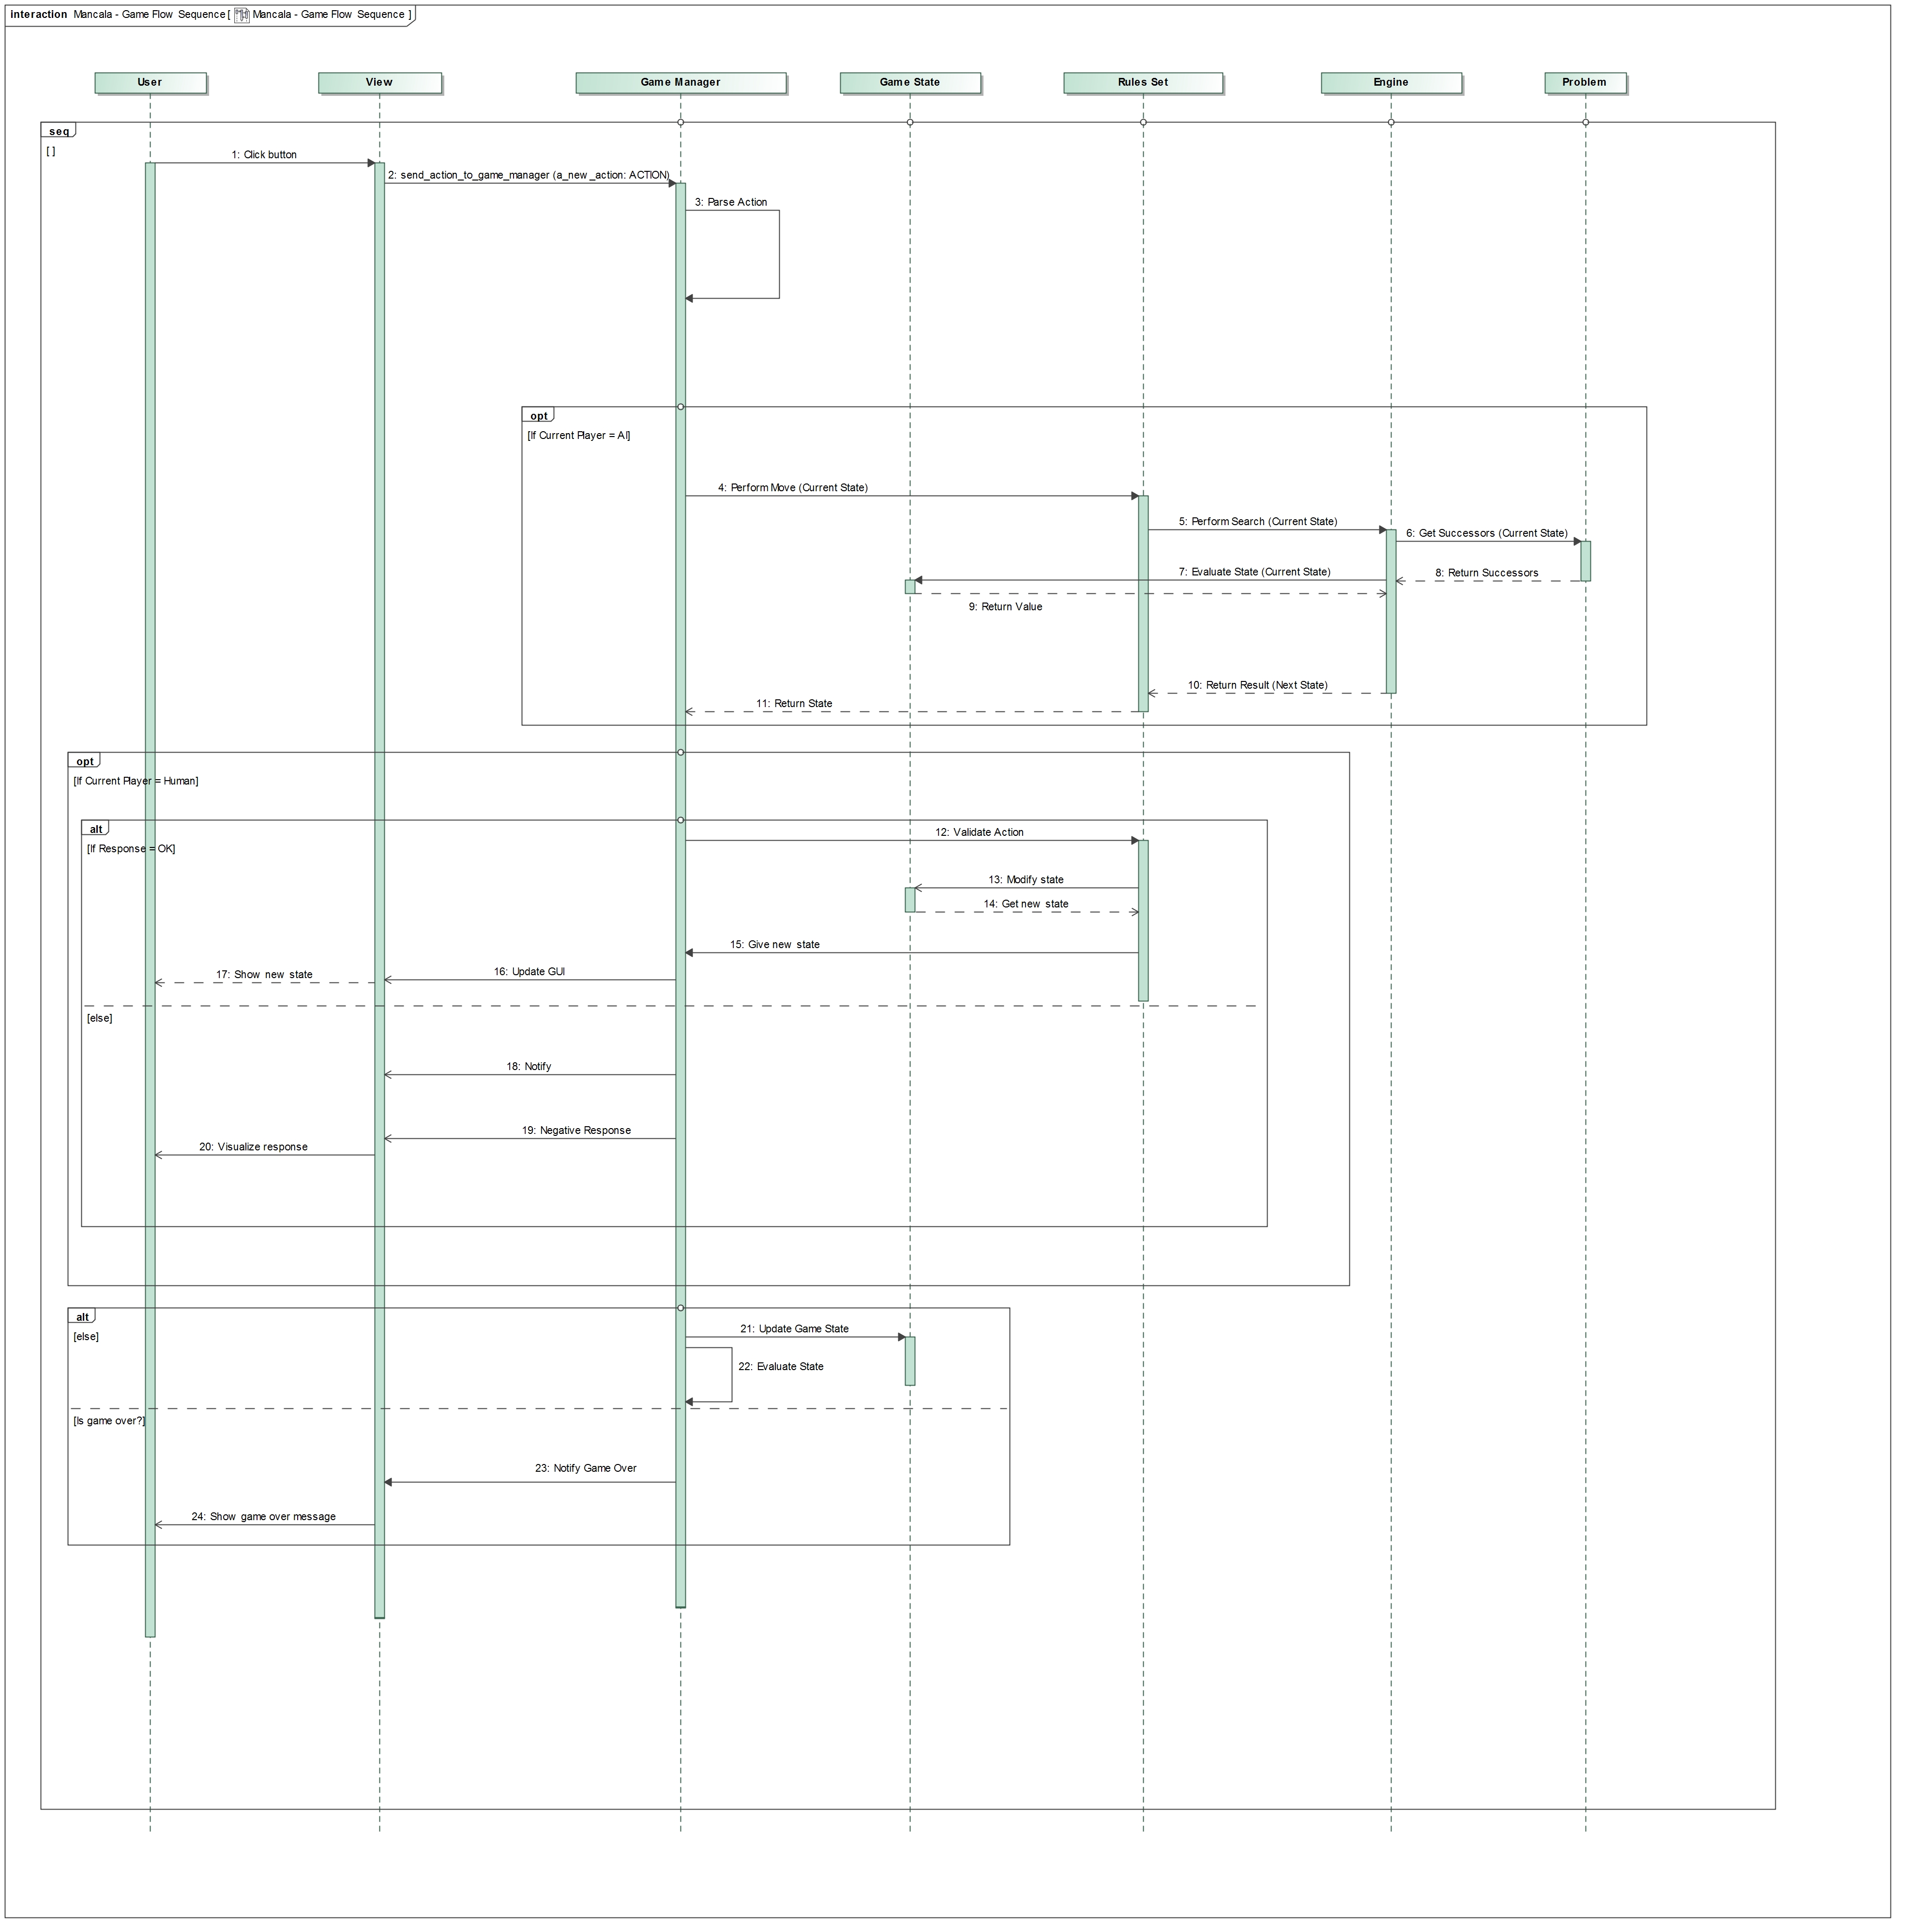 interaction Mancala - Game Flow Sequence [ Mancala - Game Flow Sequence ]
User
View
Game Manager
Game State
Rules Set
Engine
Problem
seq
[ ]
1: Click button
2: send_action_to_game_manager (a_new_action: ACTION)
3: Parse Action
opt
[If Current Player = AI]
4: Perform Move (Current State)
5: Perform Search (Current State)
6: Get Successors (Current State)
7: Evaluate State (Current State)
8: Return Successors
9: Return Value
10: Return Result (Next State)
11: Return State
opt
[If Current Player = Human]
alt
[If Response = OK]
12: Validate Action
13: Modify state
14: Get new state
15: Give new state
16: Update GUI
17: Show new state
[else]
18: Notify
19: Negative Response
20: Visualize response
alt
[else]
21: Update Game State
22: Evaluate State
[Is game over?]
23: Notify Game Over
24: Show game over message